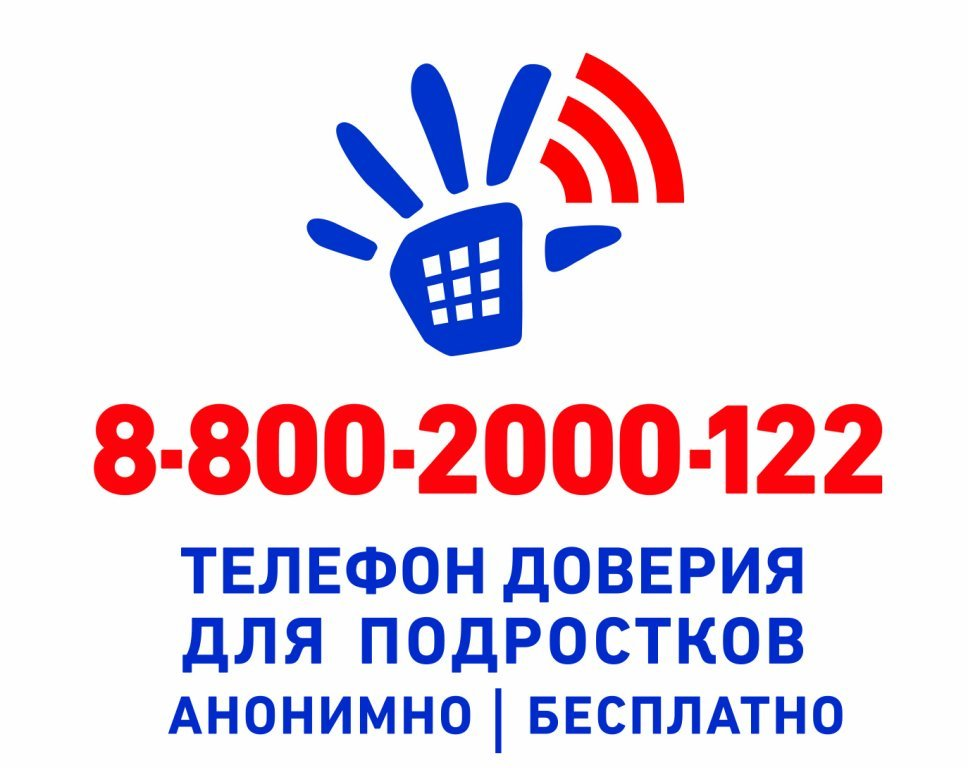 8-800-2000-122
ТЕЛЕФОН ДОВЕРИЯ
ДЛЯ ПОДРОСТКОВ
АНОНИМНО | БЕСПЛАТНО